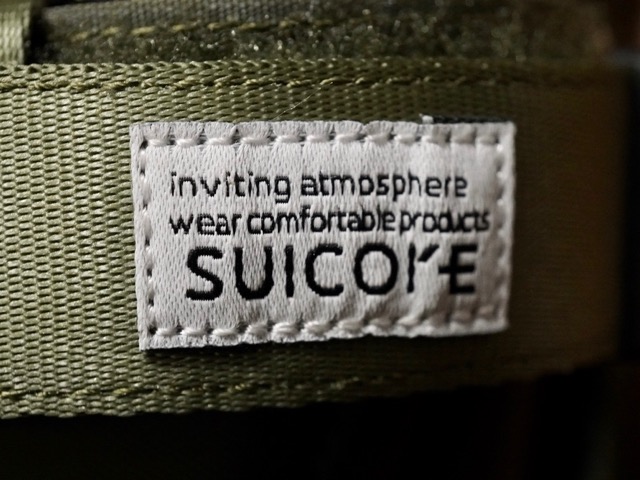 inviting atmosphere
wear comfortable products
SUICOKE